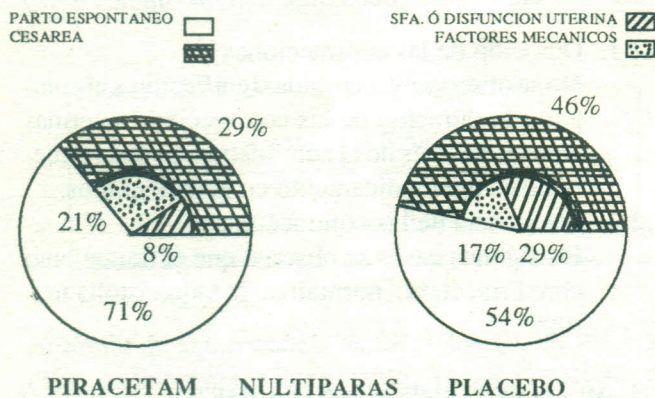 PARTO ESPONTANEO
CESAREA
SFA. Ó DISFUNCION UTERINA
FACTORES MECANICOS
29%
21%
8%
71%
46%
17%
29%
54%
PIRACETAM NULTIPARAS PLACEBO